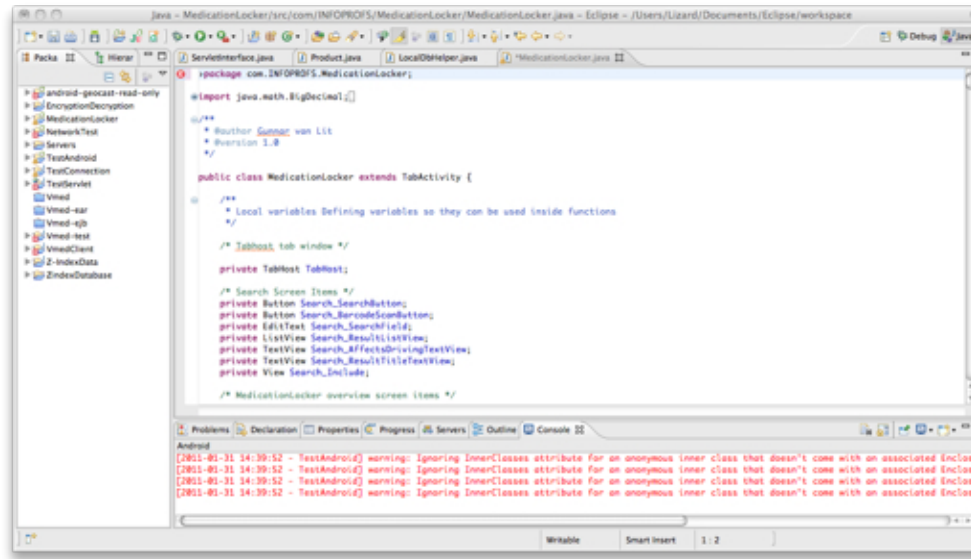 Java – MedicationLocker/src/com/INFOPROFS/MedicationLocker/MedicationLocker.java – Eclipse – /Users/Lizard/Documents/Eclipse/workspace
Debug Java
Packa Hierar
ServletInterface.java Product.java LocalDbHelper.java *MedicationLocker.java
android-geocast-read-only
EncryptionDecryption
MedicationLocker
NetworkTest
Servers
TestAndroid
TestConnection
TestServlet
Vmed
Vmed-ear
Vmed-ejb
Vmed-test
VmedClient
Z-IndexData
ZindexDatabase
package com.INFOPROFS.MedicationLocker;
import java.math.BigDecimal;
/**
* @author Gunnar van Lit
* @version 1.0
*/
public class MedicationLocker extends TabActivity {
/**
* Local variables Defining variables so they can be used inside functions
*/
/* Tabhost tab window */
private TabHost TabHost;
/* Search Screen Items */
private Button Search_SearchButton;
private Button Search_BarcodeScanButton;
private EditText Search_SearchField;
private ListView Search_ResultListView;
private TextView Search_AffectsDrivingTextView;
private TextView Search_ResultTitleTextView;
private View Search_Include;
/* MedicationLocker overview screen items */
Problems Declaration Properties Progress Servers Outline Console
Android
[2011-01-31 14:39:52 - TestAndroid] warning: Ignoring InnerClasses attribute for an anonymous inner class that doesn't come with an associated Enclos
[2011-01-31 14:39:52 - TestAndroid] warning: Ignoring InnerClasses attribute for an anonymous inner class that doesn't come with an associated Enclos
[2011-01-31 14:39:52 - TestAndroid] warning: Ignoring InnerClasses attribute for an anonymous inner class that doesn't come with an associated Enclos
[2011-01-31 14:39:52 - TestAndroid] warning: Ignoring InnerClasses attribute for an anonymous inner class that doesn't come with an associated Enclos
Writable Smart Insert 1 : 2